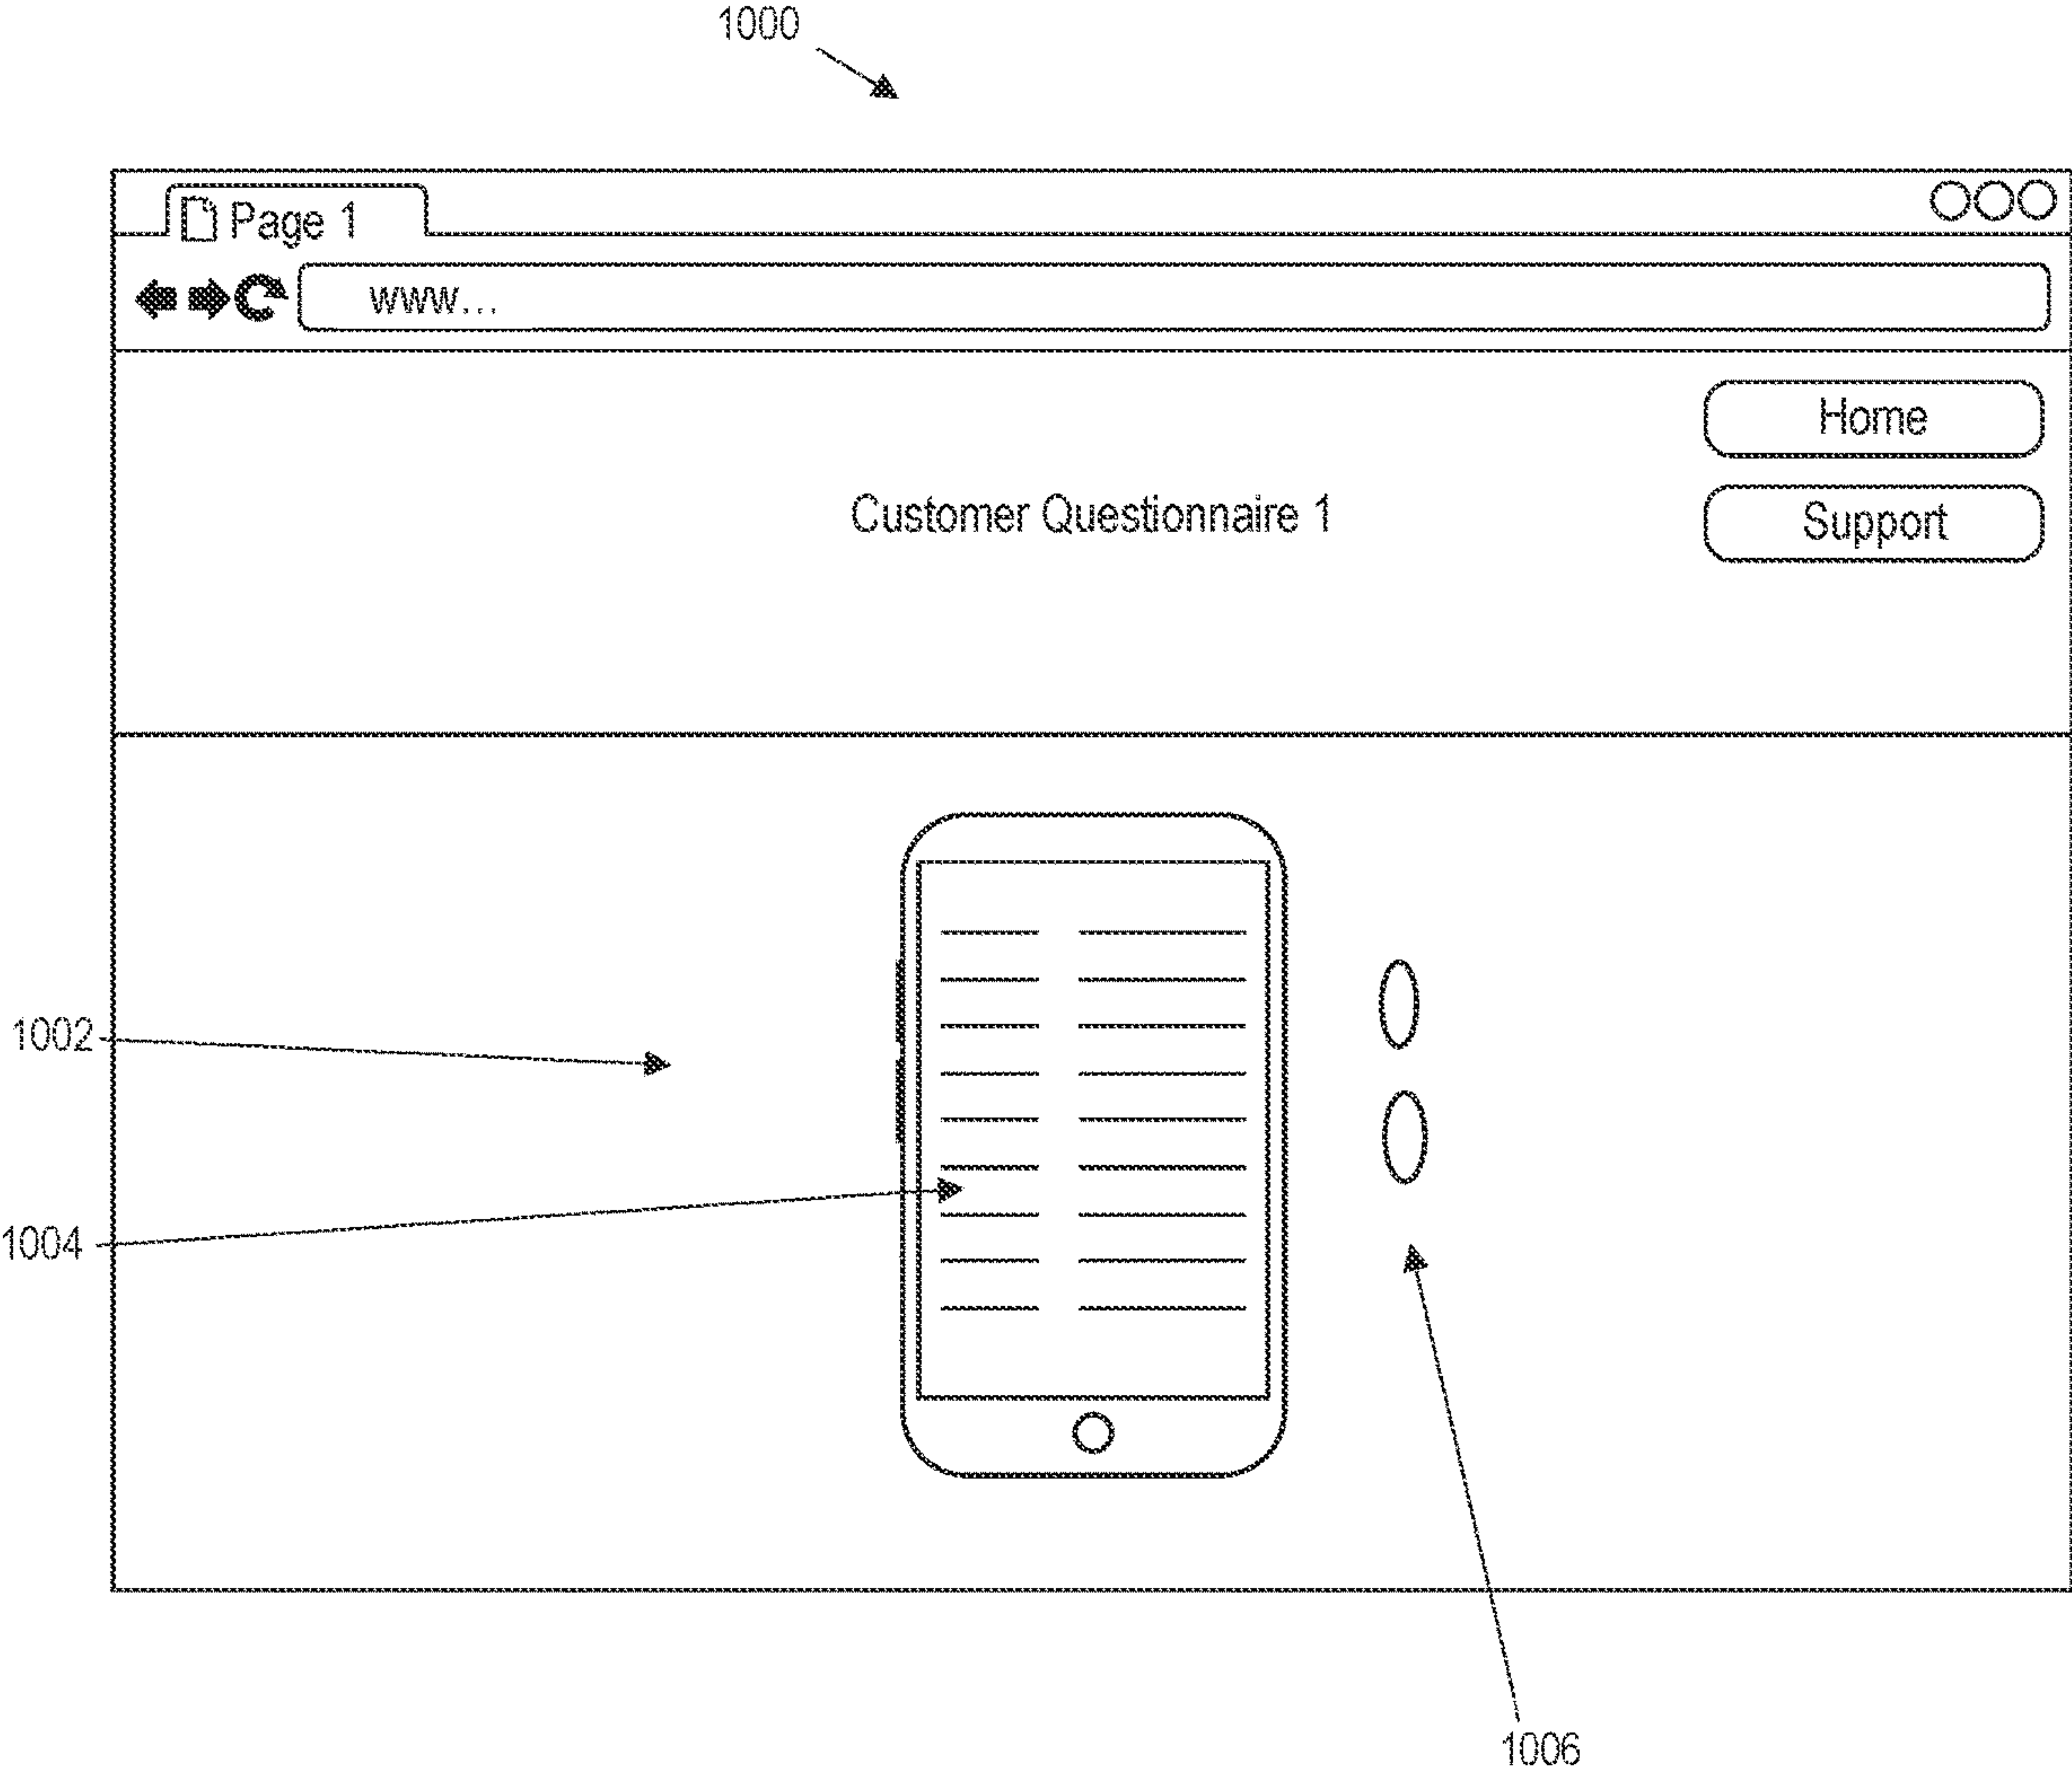 1000
Page 1
www...
Home
Customer Questionnaire 1
Support
1002
1004
1006